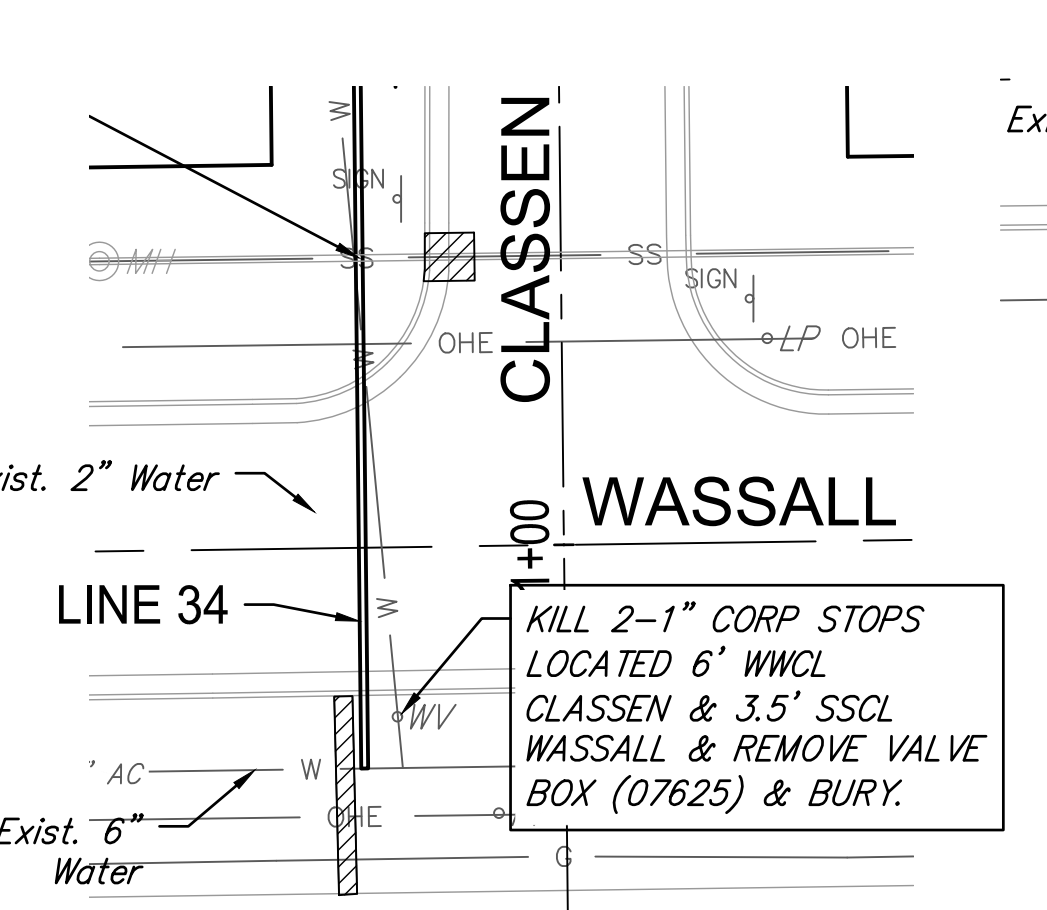 W
Ex
SIGN
CLASSEN
MH
SS
SS
SIGN
OHE
LP
OHE
W
ist. 2" Water
WASSALL
1+00
LINE 34
W
KILL 2-1" CORP STOPS
LOCATED 6' WWCL
CLASSEN & 3.5' SSCL
WASSALL & REMOVE VALVE
BOX (07625) & BURY.
WV
' AC
W
OHE
Exist. 6"
Water
G